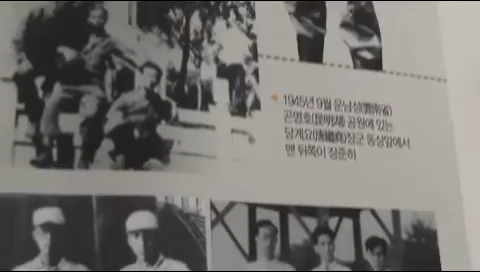 1945년 9월 운남성(雲南省)
곤명호(昆明湖) 공원에 있는
당계요(唐繼堯)장군 동상앞에서
맨 뒤쪽이 장준하